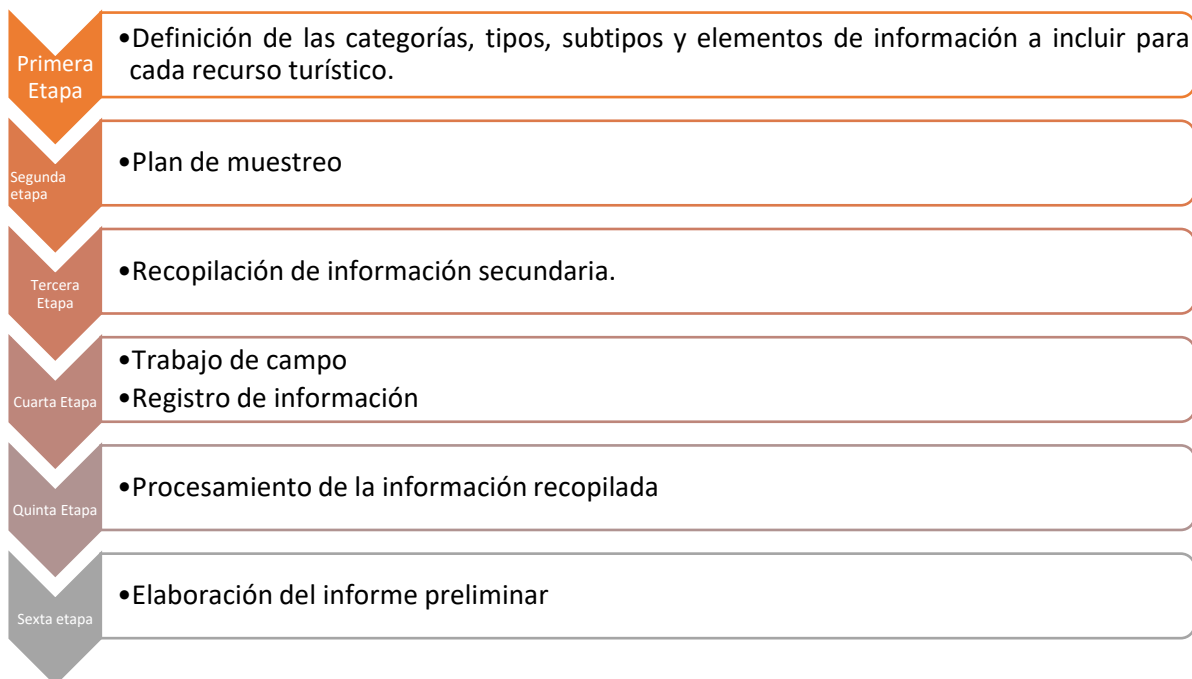 Primera
Etapa
•Definición de las categorías, tipos, subtipos y elementos de información a incluir para
cada recurso turístico.
Segunda
etapa
•Plan de muestreo
Tercera
Etapa
•Recopilación de información secundaria.
Cuarta Etapa
•Trabajo de campo
•Registro de información
Quinta Etapa
•Procesamiento de la información recopilada
Sexta etapa
•Elaboración del informe preliminar